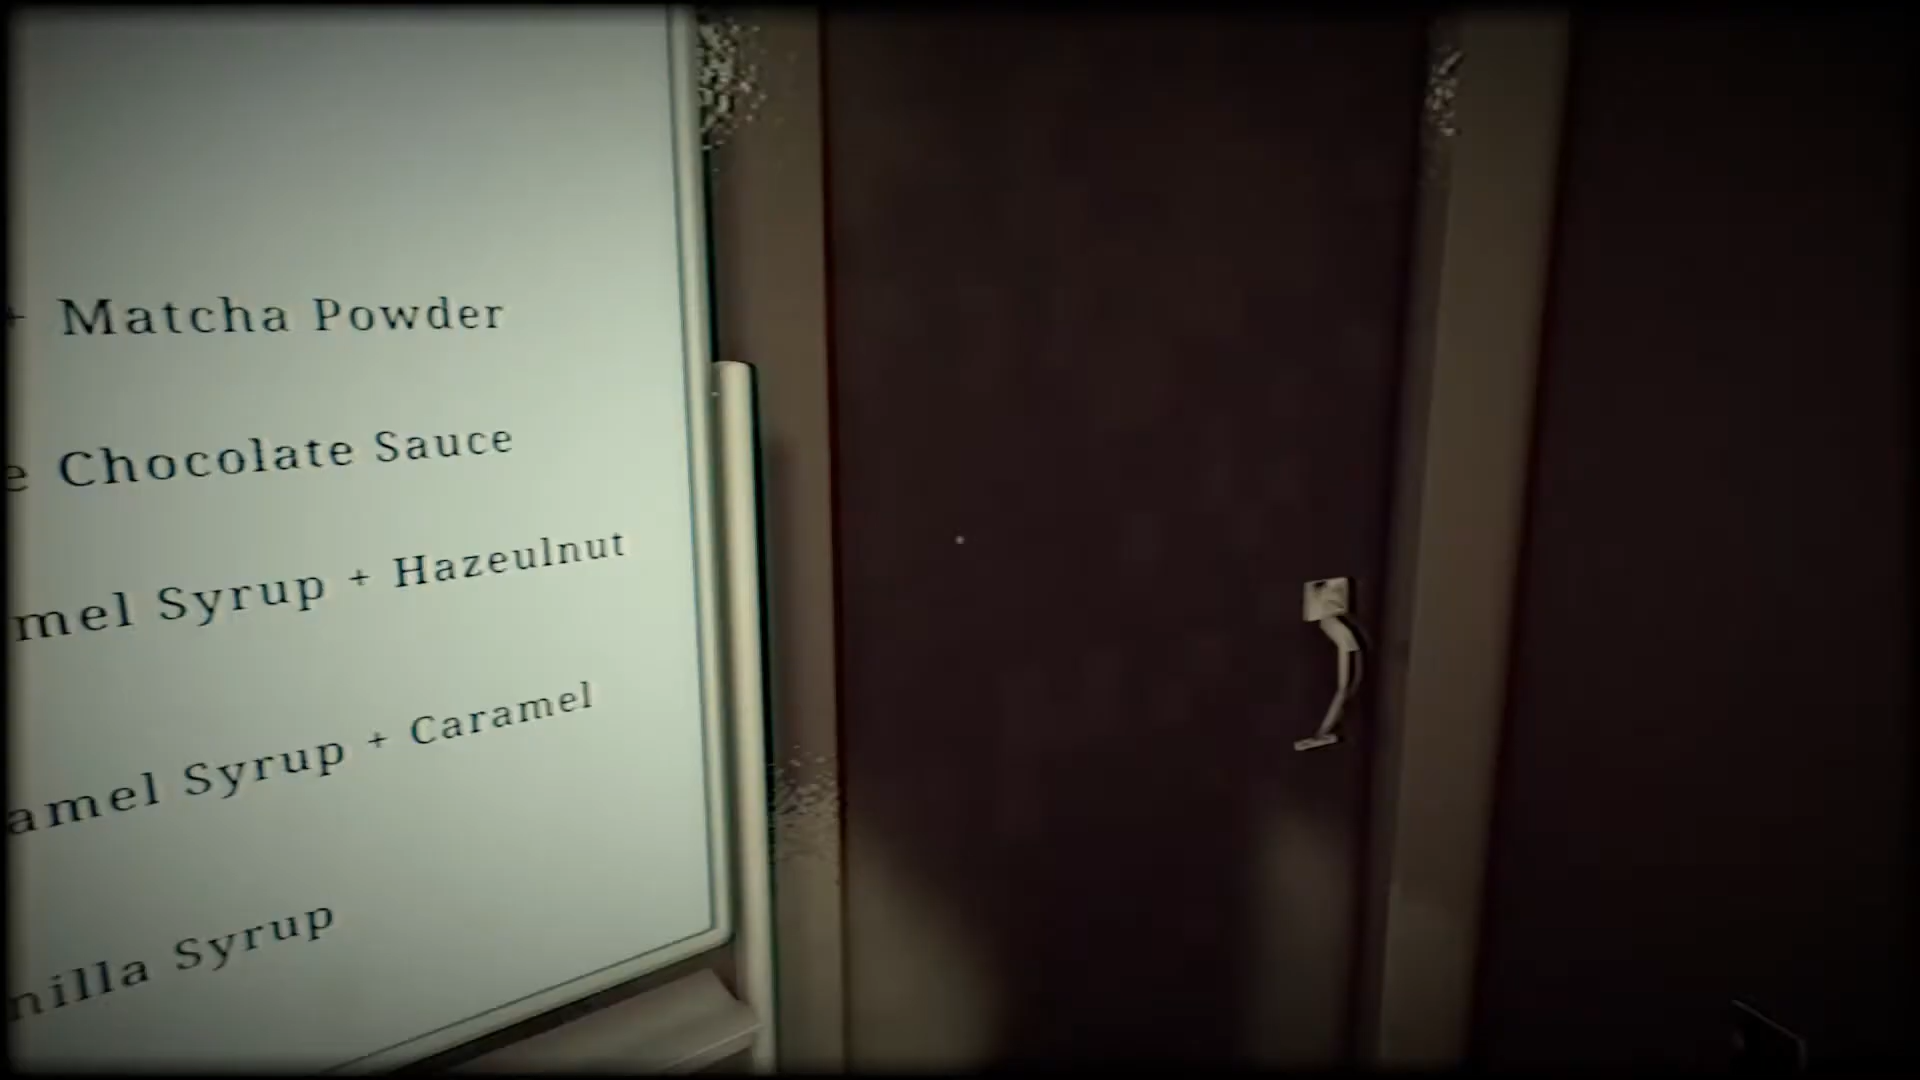 + Matcha Powder
e Chocolate Sauce
mel Syrup + Hazeulnut
amel Syrup + Caramel
nilla Syrup